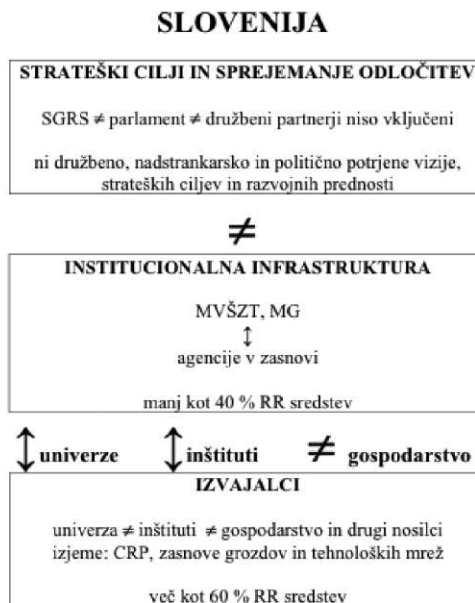 SLOVENIJA
STRATEŠKI CILJI IN SPREJEMANJE ODLOČITEV
SGRS ≠ parlament ≠ družbeni partnerji niso vključeni
ni družbeno, nadstrankarsko in politično potrjene vizije,
strateških ciljev in razvojnih prednosti
≠
INSTITUCIONALNA INFRASTRUKTURA
MVŠZT, MG
↕
agencije v zasnovi
manj kot 40 % RR sredstev
↕ univerze ↕ inštituti ≠ gospodarstvo
IZVAJALCI
univerza ≠ inštituti ≠ gospodarstvo in drugi nosilci
izjeme: CRP, zasnove grozdov in tehnoloških mrež
več kot 60 % RR sredstev